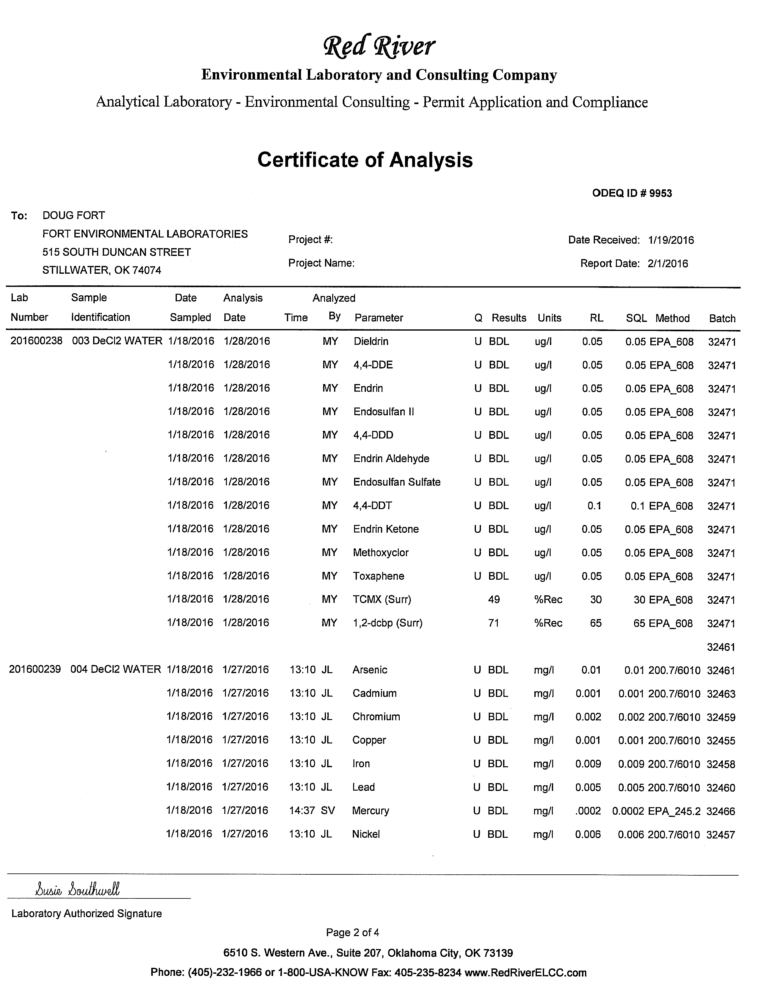 Red River
Environmental Laboratory and Consulting Company
Analytical Laboratory - Environmental Consulting - Permit Application and Compliance
Certificate of Analysis
ODEQ ID # 9953
To: DOUG FORT
FORT ENVIRONMENTAL LABORATORIES
515 SOUTH DUNCAN STREET
STILLWATER, OK 74074
Project #:
Project Name:
Date Received: 1/19/2016
Report Date: 2/1/2016
Lab Sample Date Analysis Analyzed
Number Identification Sampled Date Time By Parameter Q Results Units RL SQL Method Batch
201600238 003 DeCl2 WATER 1/18/2016 1/28/2016 MY Dieldrin U BDL ug/l 0.05 0.05 EPA_608 32471
1/18/2016 1/28/2016 MY 4,4-DDE U BDL ug/l 0.05 0.05 EPA_608 32471
1/18/2016 1/28/2016 MY Endrin U BDL ug/l 0.05 0.05 EPA_608 32471
1/18/2016 1/28/2016 MY Endosulfan II U BDL ug/l 0.05 0.05 EPA_608 32471
1/18/2016 1/28/2016 MY 4,4-DDD U BDL ug/l 0.05 0.05 EPA_608 32471
1/18/2016 1/28/2016 MY Endrin Aldehyde U BDL ug/l 0.05 0.05 EPA_608 32471
1/18/2016 1/28/2016 MY Endosulfan Sulfate U BDL ug/l 0.05 0.05 EPA_608 32471
1/18/2016 1/28/2016 MY 4,4-DDT U BDL ug/l 0.1 0.1 EPA_608 32471
1/18/2016 1/28/2016 MY Endrin Ketone U BDL ug/l 0.05 0.05 EPA_608 32471
1/18/2016 1/28/2016 MY Methoxyclor U BDL ug/l 0.05 0.05 EPA_608 32471
1/18/2016 1/28/2016 MY Toxaphene U BDL ug/l 0.05 0.05 EPA_608 32471
1/18/2016 1/28/2016 MY TCMX (Surr) 49 %Rec 30 30 EPA_608 32471
1/18/2016 1/28/2016 MY 1,2-dcbp (Surr) 71 %Rec 65 65 EPA_608 32471
32461
201600239 004 DeCl2 WATER 1/18/2016 1/27/2016 13:10 JL Arsenic U BDL mg/l 0.01 0.01 200.7/6010 32461
1/18/2016 1/27/2016 13:10 JL Cadmium U BDL mg/l 0.001 0.001 200.7/6010 32463
1/18/2016 1/27/2016 13:10 JL Chromium U BDL mg/l 0.002 0.002 200.7/6010 32459
1/18/2016 1/27/2016 13:10 JL Copper U BDL mg/l 0.001 0.001 200.7/6010 32455
1/18/2016 1/27/2016 13:10 JL Iron U BDL mg/l 0.009 0.009 200.7/6010 32458
1/18/2016 1/27/2016 13:10 JL Lead U BDL mg/l 0.005 0.005 200.7/6010 32460
1/18/2016 1/27/2016 14:37 SV Mercury U BDL mg/l .0002 0.0002 EPA_245.2 32466
1/18/2016 1/27/2016 13:10 JL Nickel U BDL mg/l 0.006 0.006 200.7/6010 32457
Susie Southwell
Laboratory Authorized Signature
Page 2 of 4
6510 S. Western Ave., Suite 207, Oklahoma City, OK 73139
Phone: (405)-232-1966 or 1-800-USA-KNOW Fax: 405-235-8234 www.RedRiverELCC.com